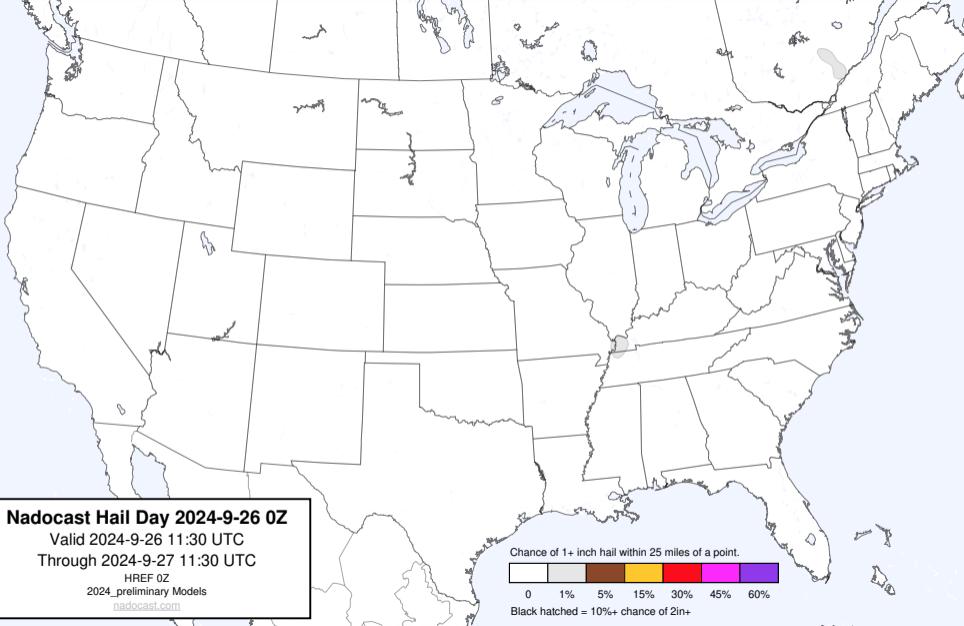 Nadocast Hail Day 2024-9-26 0Z
Valid 2024-9-26 11:30 UTC
Through 2024-9-27 11:30 UTC
HREF 0Z
2024_preliminary Models
nadocast.com
Chance of 1+ inch hail within 25 miles of a point.
0 1% 5% 15% 30% 45% 60%
Black hatched = 10%+ chance of 2in+